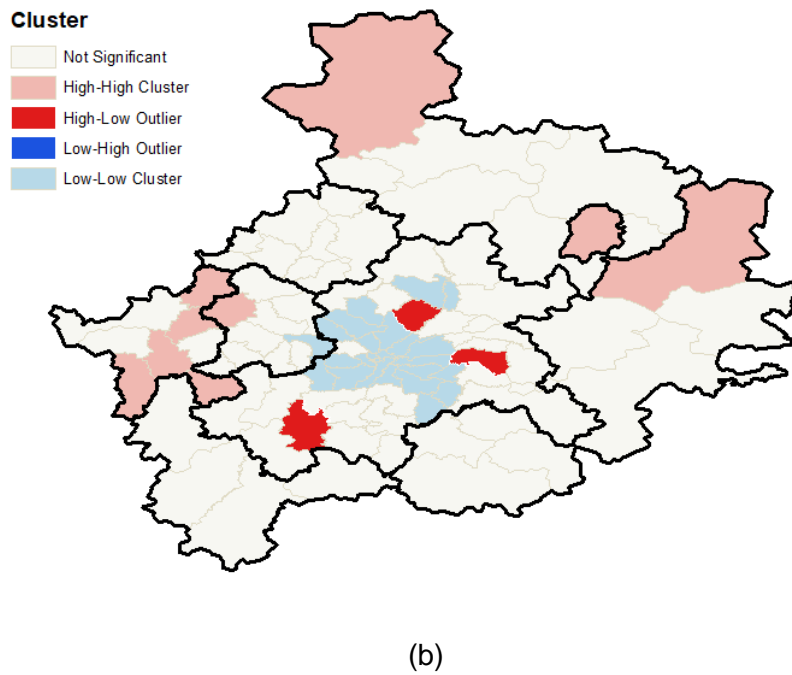 Cluster
Not Significant
High-High Cluster
High-Low Outlier
Low-High Outlier
Low-Low Cluster
(b)